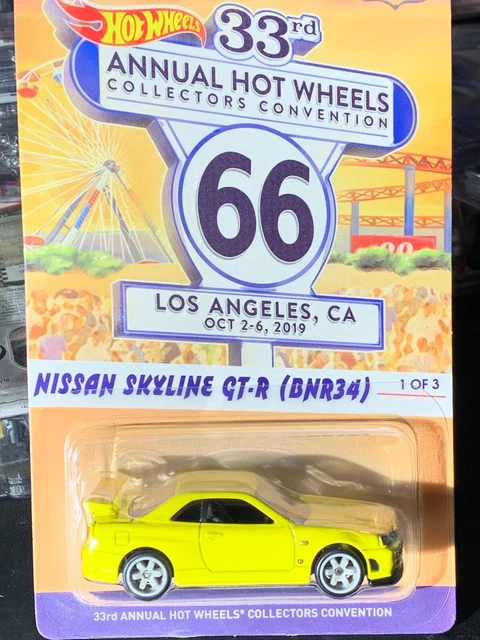 HOT WHEELS
33rd
ANNUAL HOT WHEELS
COLLECTORS CONVENTION
66
LOS ANGELES, CA
OCT 2-6, 2019
NISSAN SKYLINE GT-R (BNR34)
1 OF 3
33rd ANNUAL HOT WHEELS® COLLECTORS CONVENTION